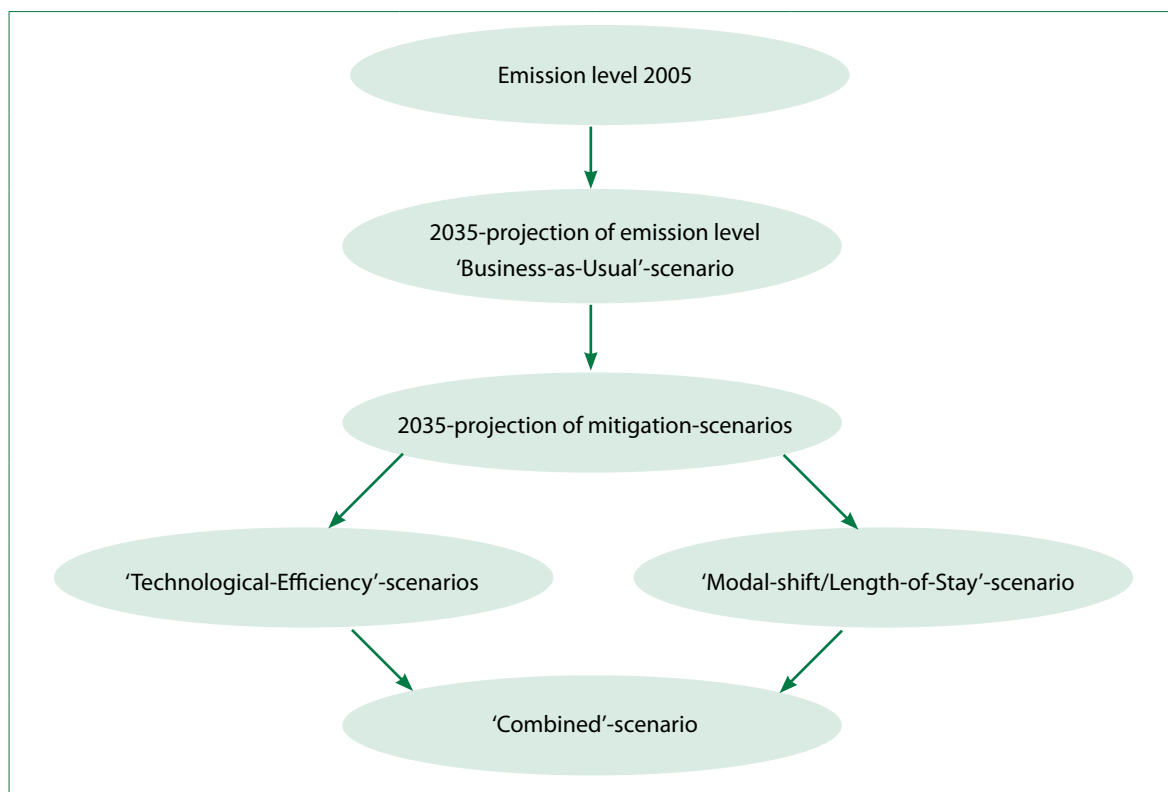 Emission level 2005
2035-projection of emission level
‘Business-as-Usual’-scenario
2035-projection of mitigation-scenarios
‘Technological-Efficiency’-scenarios
‘Modal-shift/Length-of-Stay’-scenario
‘Combined’-scenario